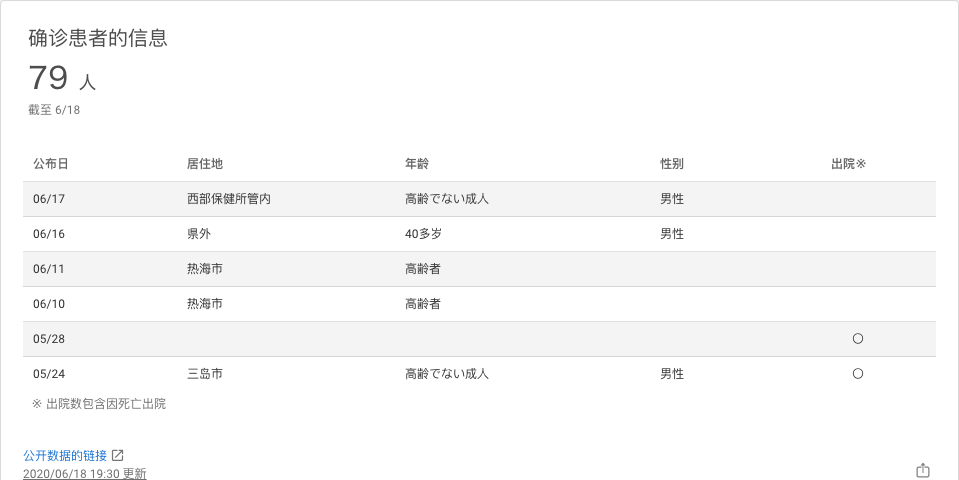 确诊患者的信息
79 人
截至 6/18
公布日 居住地 年龄 性别 出院※
06/17 西部保健所管内 高齢でない成人 男性
06/16 県外 40多岁 男性
06/11 热海市 高齢者
06/10 热海市 高齢者
05/28 〇
05/24 三岛市 高齢でない成人 男性 〇
※ 出院数包含因死亡出院
公开数据的链接
2020/06/18 19:30 更新